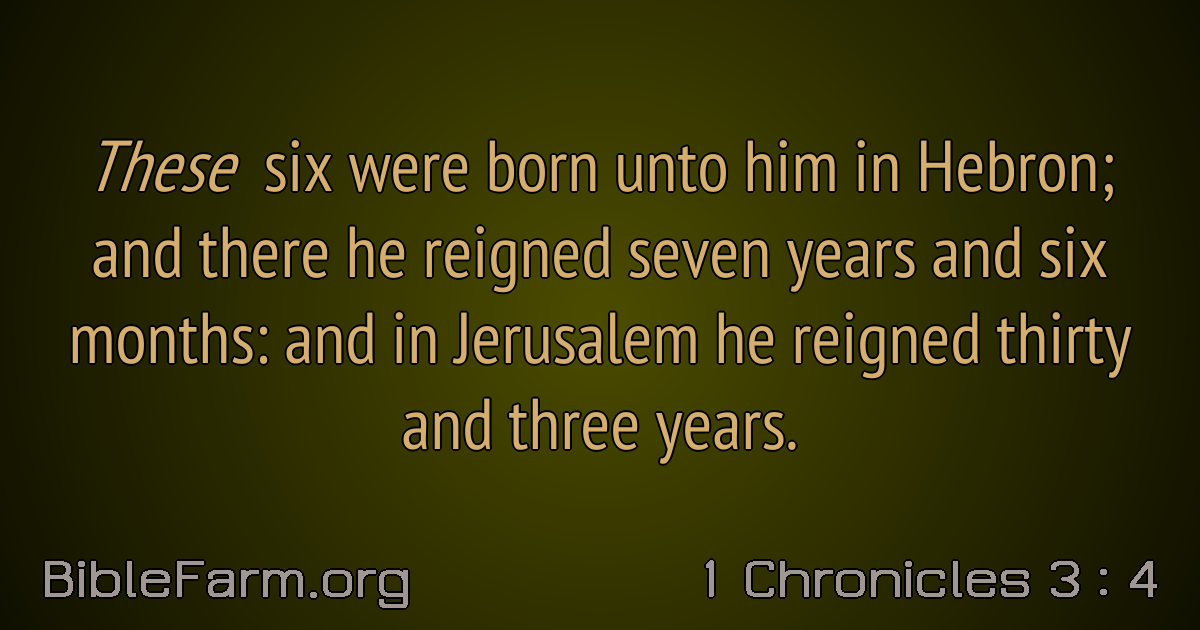 These six were born unto him in Hebron;
and there he reigned seven years and six
months: and in Jerusalem he reigned thirty
and three years.
BibleFarm.org
1 Chronicles 3 : 4